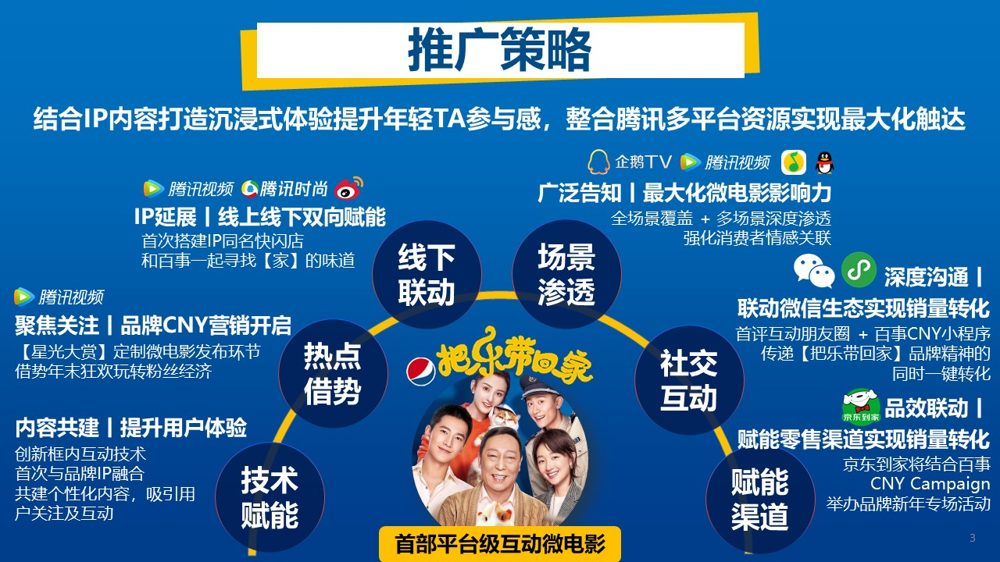 推广策略
结合IP内容打造沉浸式体验提升年轻TA参与感，整合腾讯多平台资源实现最大化触达
腾讯视频 腾讯时尚
IP延展丨线上线下双向赋能
首次搭建IP同名快闪店
和百事一起寻找【家】的味道
线下
联动
企鹅TV 腾讯视频
广泛告知丨最大化微电影影响力
全场景覆盖 + 多场景深度渗透
强化消费者情感关联
场景
渗透
腾讯视频
聚焦关注丨品牌CNY营销开启
【星光大赏】定制微电影发布环节
借势年末狂欢玩转粉丝经济
热点
借势
深度沟通丨
联动微信生态实现销量转化
首评互动朋友圈 + 百事CNY小程序
传递【把乐带回家】品牌精神的
同时一键转化
社交
互动
内容共建丨提升用户体验
创新框内互动技术
首次与品牌IP融合
共建个性化内容，吸引用
户关注及互动
技术
赋能
京东到家
品效联动丨
赋能零售渠道实现销量转化
京东到家将结合百事
CNY Campaign
举办品牌新年专场活动
赋能
渠道
把乐带回家
首部平台级互动微电影
3